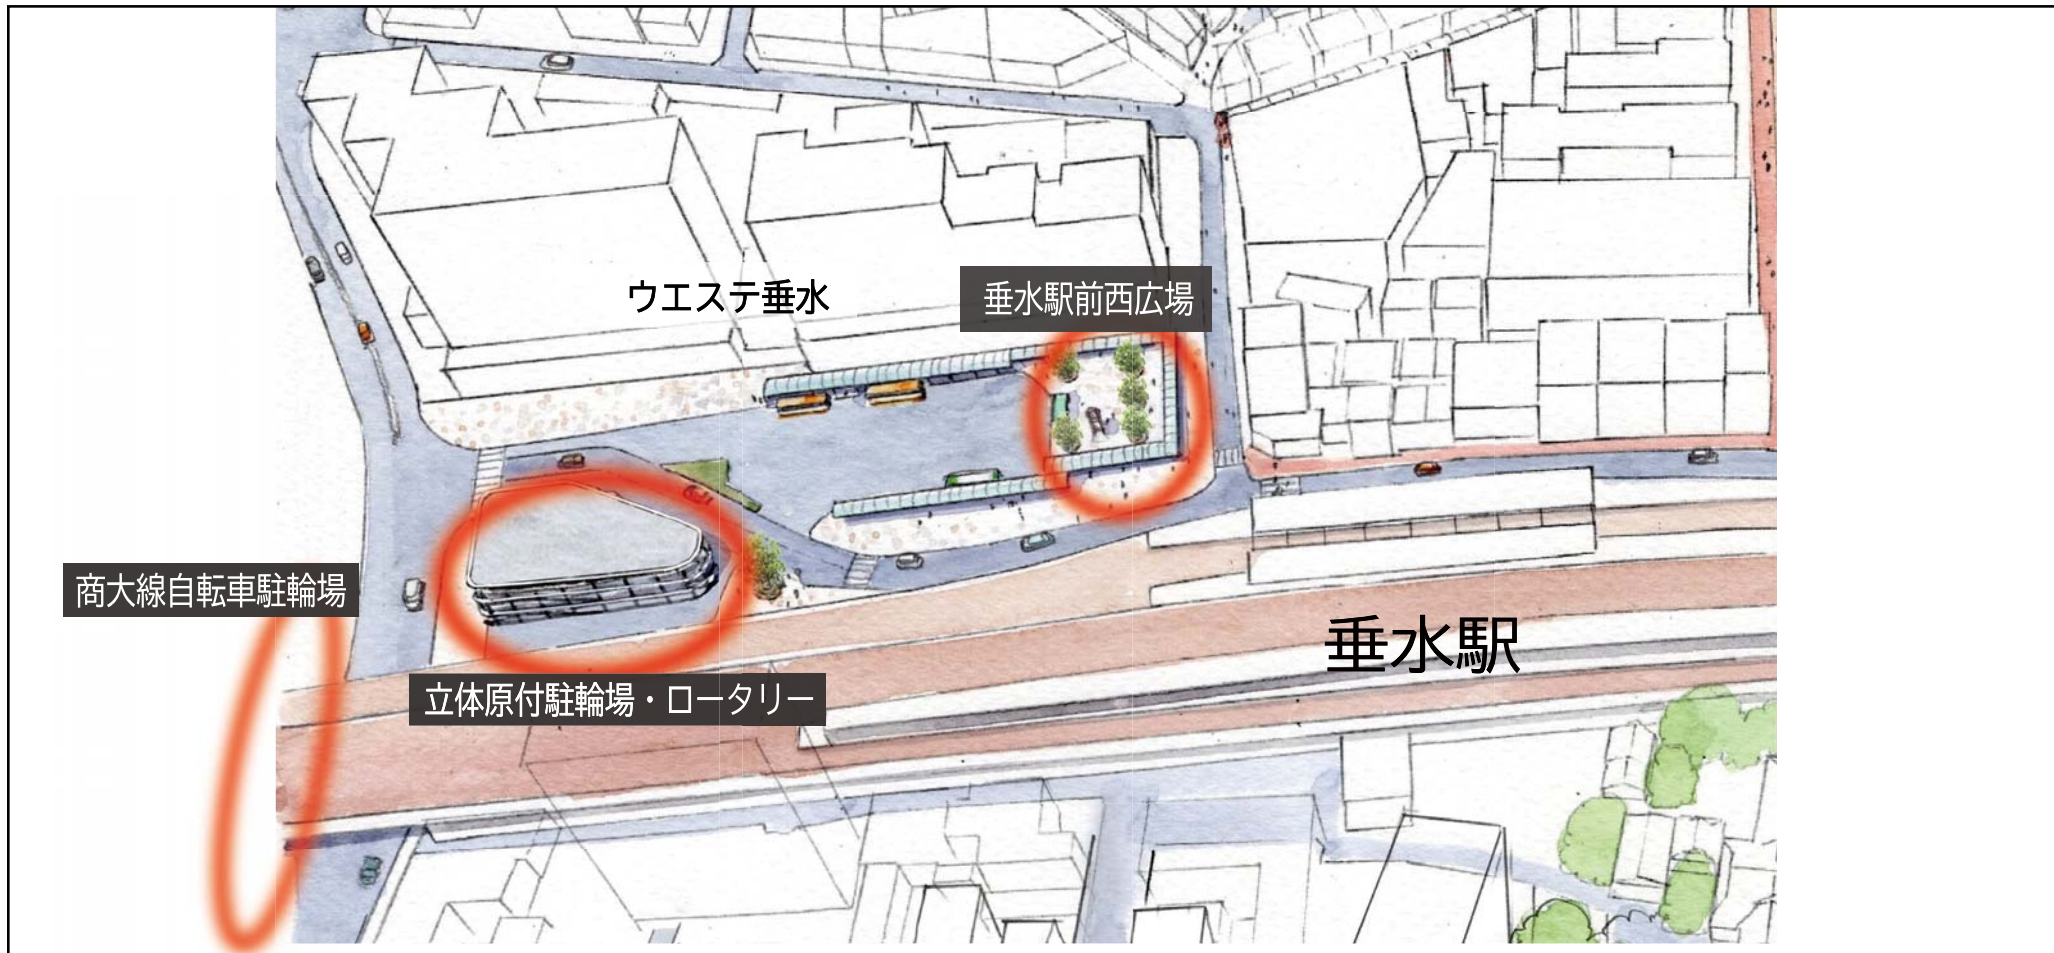 ウエステ垂水
垂水駅前西広場
商大線自転車駐輪場
垂水駅
立体原付駐輪場・ロータリー